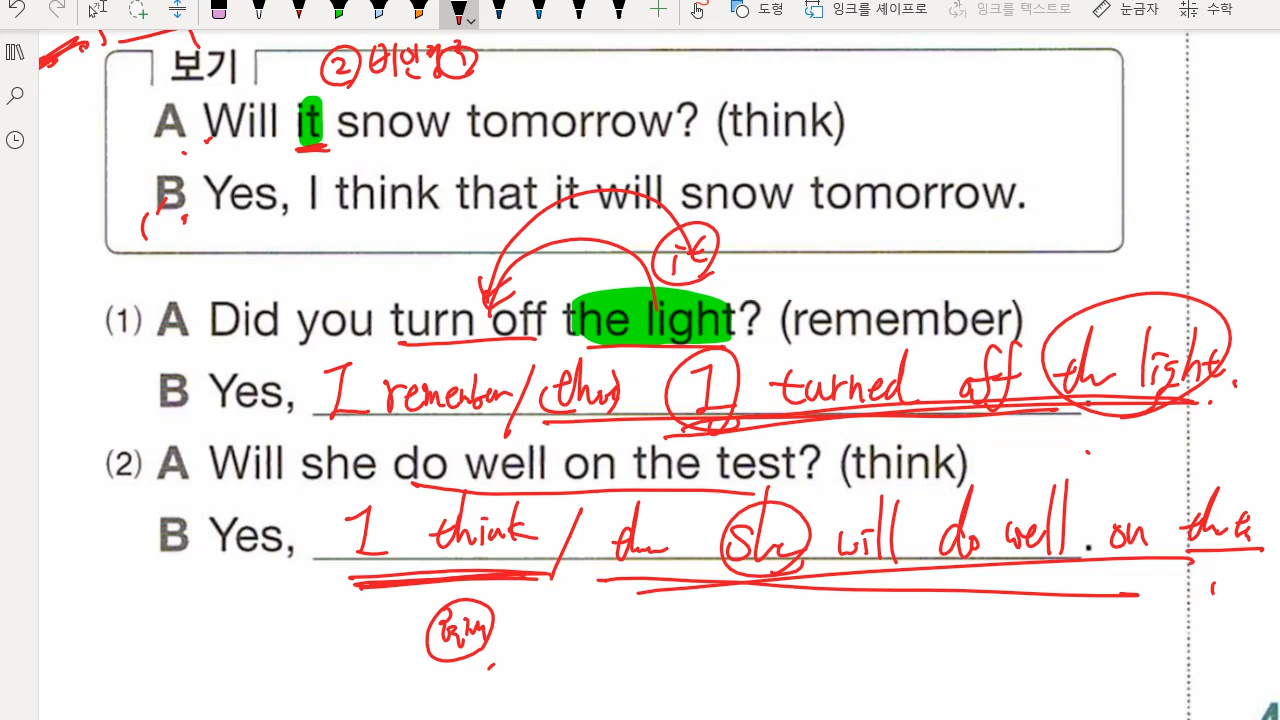 도형 잉크를 셰이프로 잉크를 텍스트로 눈금자 수학
보기 ② 비인칭주
A Will it snow tomorrow? (think)
B Yes, I think that it will snow tomorrow.
it
(1) A Did you turn off the light? (remember)
B Yes, I remember / that I turned off the light.
(2) A Will she do well on the test? (think)
B Yes, I think / she will do well. on the